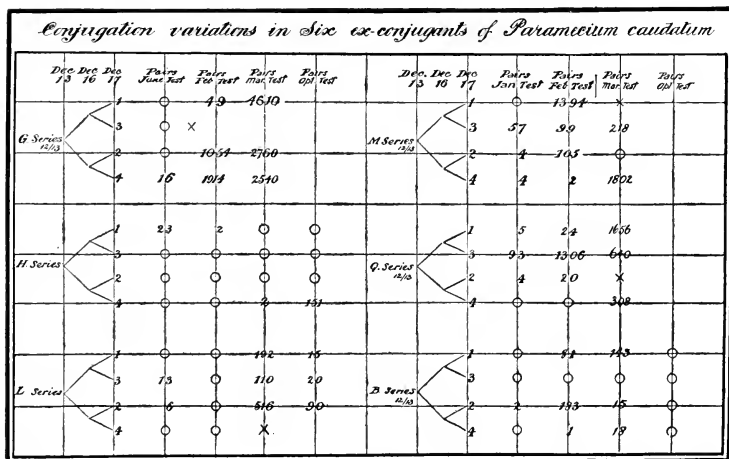 Conjugation variations in Six ex-conjugants of Paramecium caudatum
Dec 13 Dec 16 Dec 17 Pairs June Test Pairs Feb Test Pairs Mar. Test Pairs Opl Test
G Series 12/13
1 O 49 4610
3 O X
2 O 1054 2760
4 16 1914 2540
H Series
1 23 2 O O
3 O O O O
2 O O O O
4 O O 2 151
L Series
1 O O 192 15
3 13 O 110 20
2 6 O 516 90
4 O O X
Dec. 13 Dec 16 Dec 17 Pairs Jan Test Pairs Feb Test Pairs Mar. Test Pairs Opl Test
M Series 12/13
1 O 1394 X
3 57 99 218
2 4 105 O
4 4 2 1802
Q. Series 12/13
1 5 24 1656
3 93 1306 640
2 4 20 X
4 O O 308
B Series 12/13
1 O 81 143 O
3 O O O O
2 2 133 15 O
4 O 1 19 O